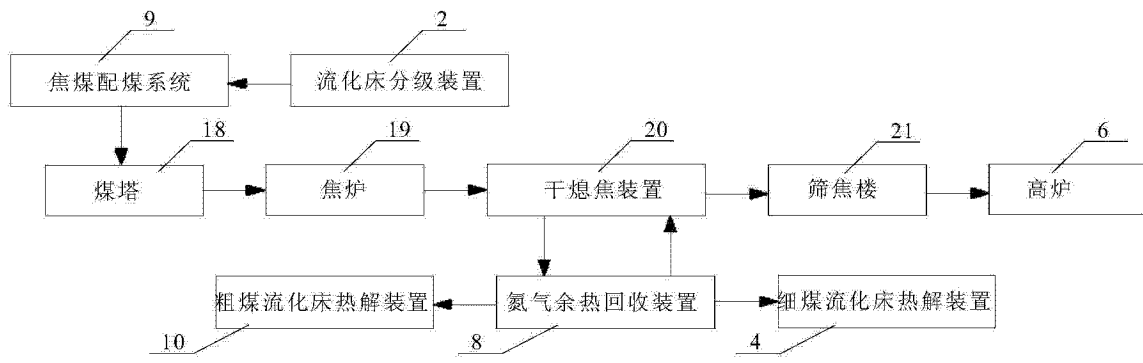 9
2
焦煤配煤系统
流化床分级装置
18
19
20
21
6
煤塔
焦炉
干熄焦装置
筛焦楼
高炉
粗煤流化床热解装置
氮气余热回收装置
细煤流化床热解装置
10
8
4